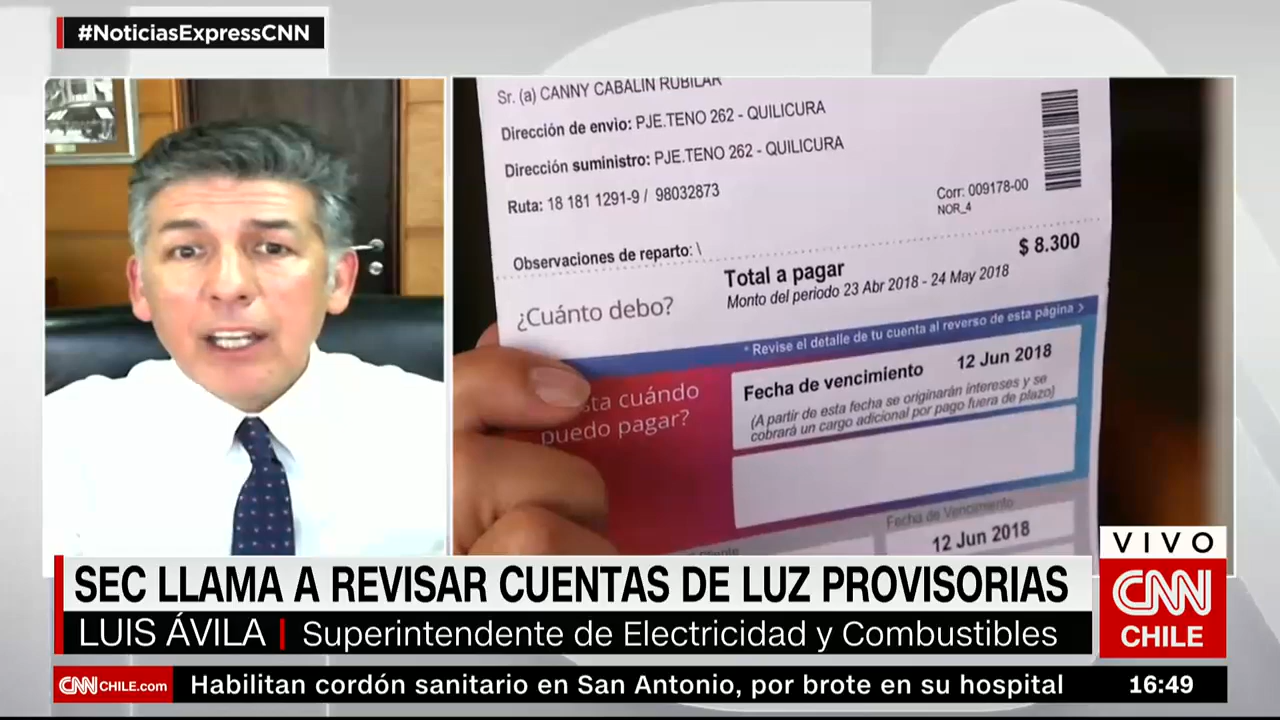 #NoticiasExpressCNN
Sr. (a) CANNY CABALIN RUBILAR
Dirección de envio: PJE.TENO 262 - QUILICURA
Dirección suministro: PJE.TENO 262 - QUILICURA
Ruta: 18 181 1291-9 / 98032873
Corr: 009178-00
NOR_4
Observaciones de reparto: \
¿Cuánto debo?
Total a pagar
$ 8.300
Monto del periodo 23 Abr 2018 - 24 May 2018
* Revise el detalle de tu cuenta al reverso de esta página >
sta cuándo
puedo pagar?
Fecha de vencimiento
12 Jun 2018
(A partir de esta fecha se originarán intereses y se
cobrará un cargo adicional por pago fuera de plazo)
Fecha de Vencimiento
12 Jun 2018
SEC LLAMA A REVISAR CUENTAS DE LUZ PROVISORIAS
LUIS ÁVILA | Superintendente de Electricidad y Combustibles
VIVO
CNN
CHILE
CNNCHILE.com
Habilitan cordón sanitario en San Antonio, por brote en su hospital
16:49